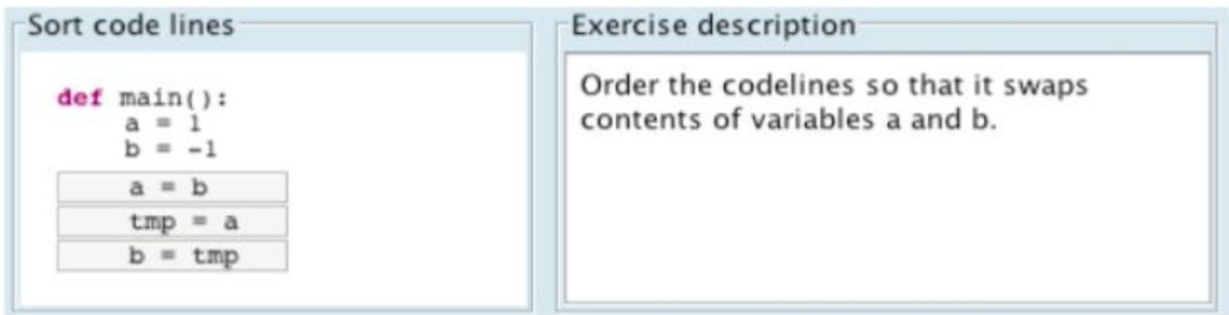 Sort code lines
def main():
a = 1
b = -1
a = b
tmp = a
b = tmp
Exercise description
Order the codelines so that it swaps
contents of variables a and b.